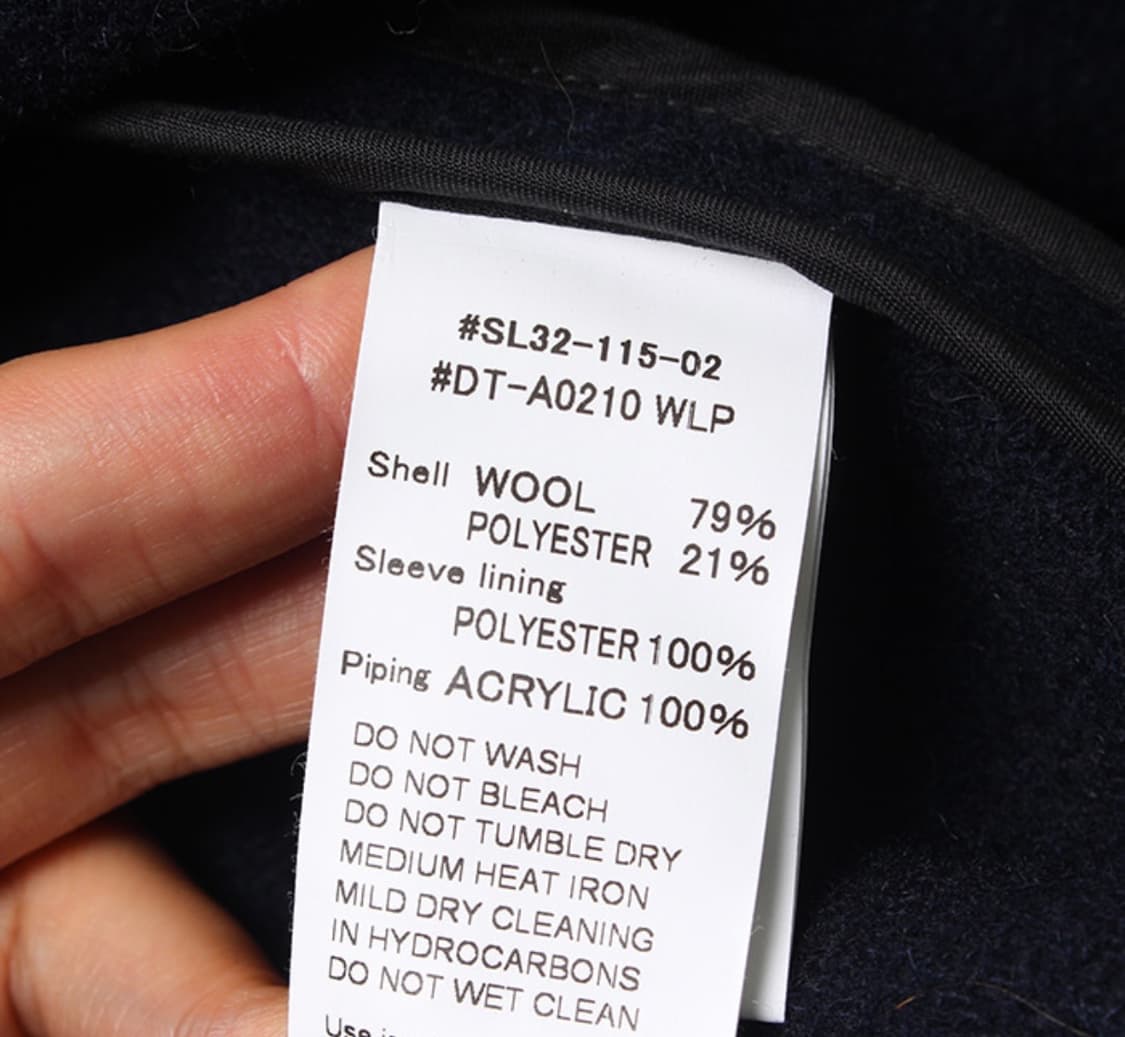 #SL32-115-02
#DT-A0210 WLP
Shell WOOL 79%
POLYESTER 21%
Sleeve lining
POLYESTER 100%
Piping ACRYLIC 100%
DO NOT WASH
DO NOT BLEACH
DO NOT TUMBLE DRY
MEDIUM HEAT IRON
MILD DRY CLEANING
IN HYDROCARBONS
DO NOT WET CLEAN
Use